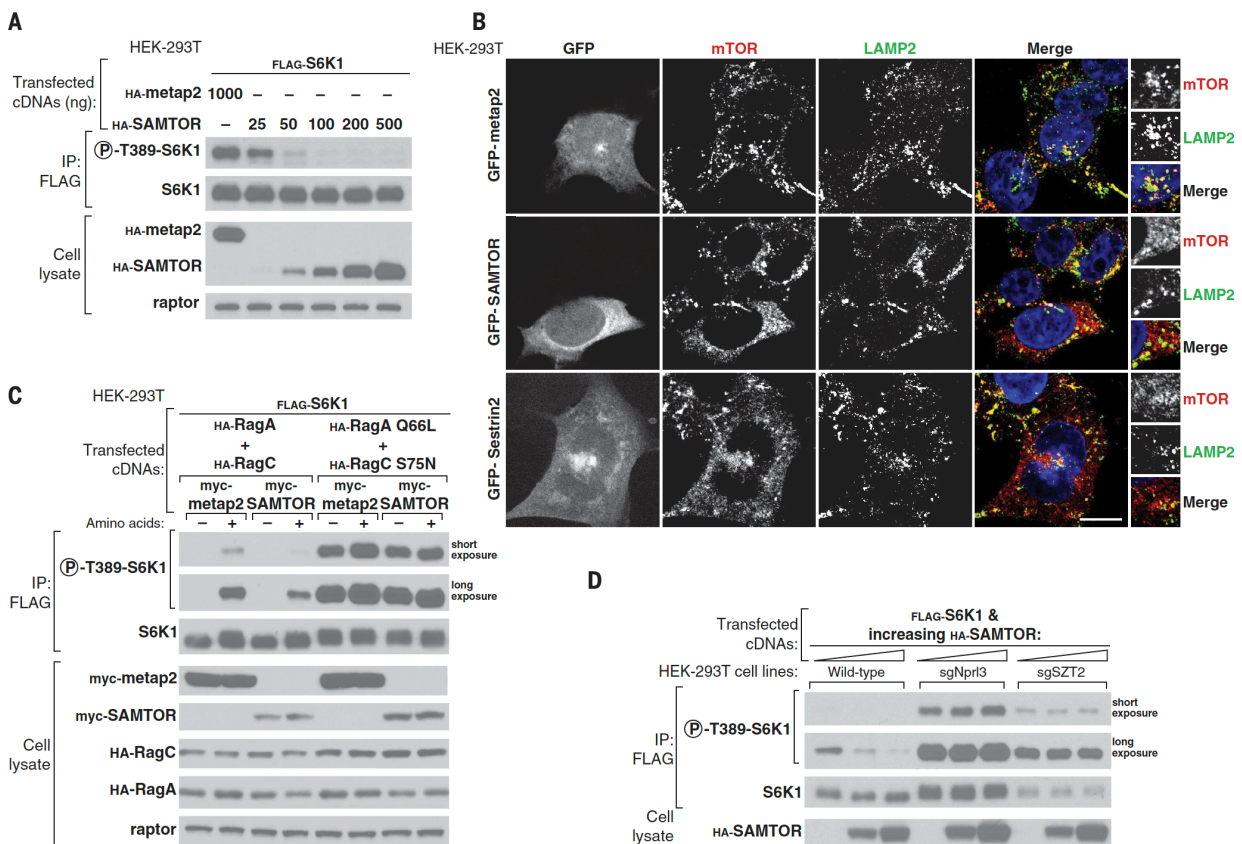 A
HEK-293T
FLAG-S6K1
Transfected
cDNAs (ng):
HA-metap2 1000 – – – – –
HA-SAMTOR – 25 50 100 200 500
IP:
FLAG
Ⓟ-T389-S6K1
S6K1
Cell
lysate
HA-metap2
HA-SAMTOR
raptor
B
HEK-293T
GFP
mTOR
LAMP2
Merge
GFP-metap2
mTOR
LAMP2
Merge
GFP-SAMTOR
mTOR
LAMP2
Merge
GFP- Sestrin2
mTOR
LAMP2
Merge
C
HEK-293T
FLAG-S6K1
Transfected
cDNAs:
HA-RagA
+
HA-RagC
HA-RagA Q66L
+
HA-RagC S75N
myc- myc- myc- myc-
metap2 SAMTOR metap2 SAMTOR
Amino acids: – + – + – + – +
IP:
FLAG
Ⓟ-T389-S6K1
short
exposure
long
exposure
S6K1
Cell
lysate
myc-metap2
myc-SAMTOR
HA-RagC
HA-RagA
raptor
D
Transfected
cDNAs:
FLAG-S6K1 &
increasing HA-SAMTOR:
HEK-293T cell lines: Wild-type sgNprl3 sgSZT2
IP:
FLAG
Ⓟ-T389-S6K1
short
exposure
long
exposure
S6K1
Cell
lysate
HA-SAMTOR